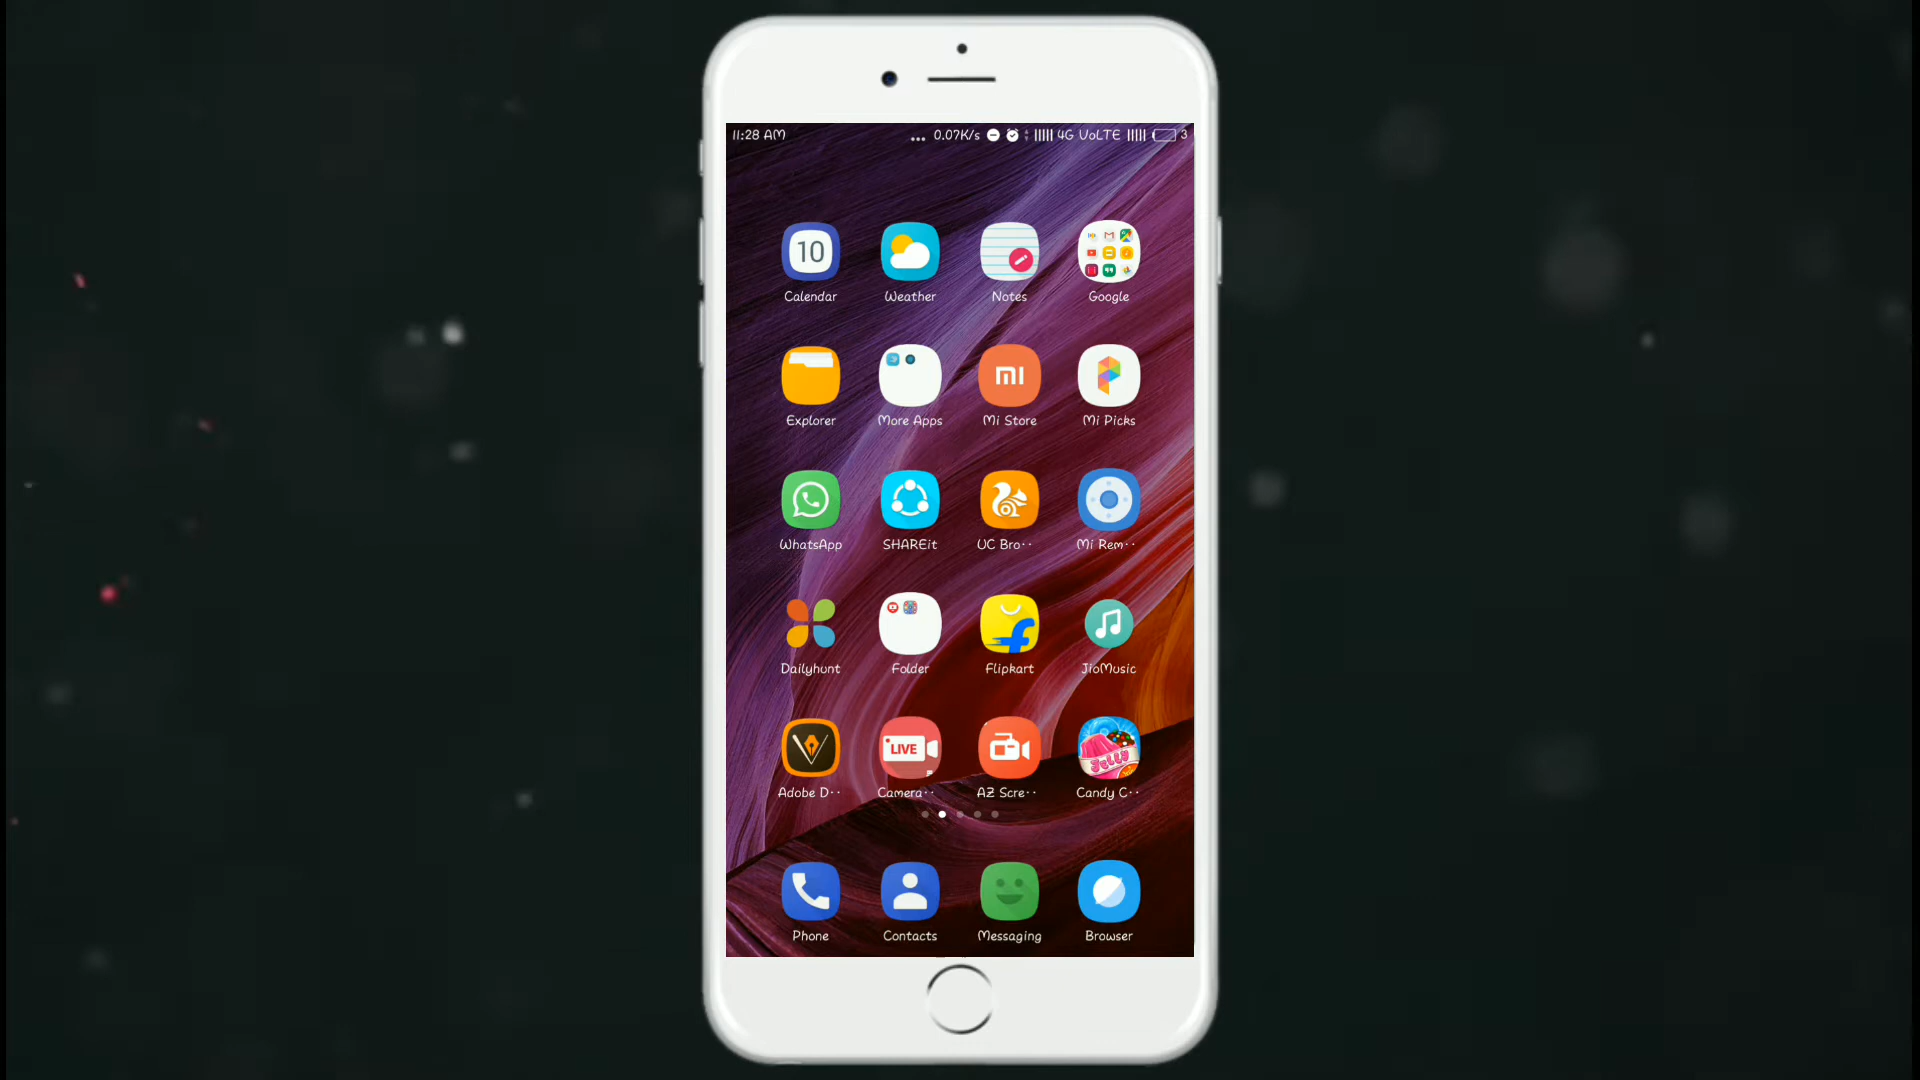 11:28 AM ... 0.07K/s 4G VoLTE 3
10
Calendar Weather Notes Google
mi
Explorer More Apps Mi Store Mi Picks
WhatsApp SHAREit UC Bro·· Mi Rem··
Dailyhunt Folder Flipkart JioMusic
LIVE
Jelly
Adobe D·· Camera·· AZ Scre·· Candy C··
Phone Contacts Messaging Browser